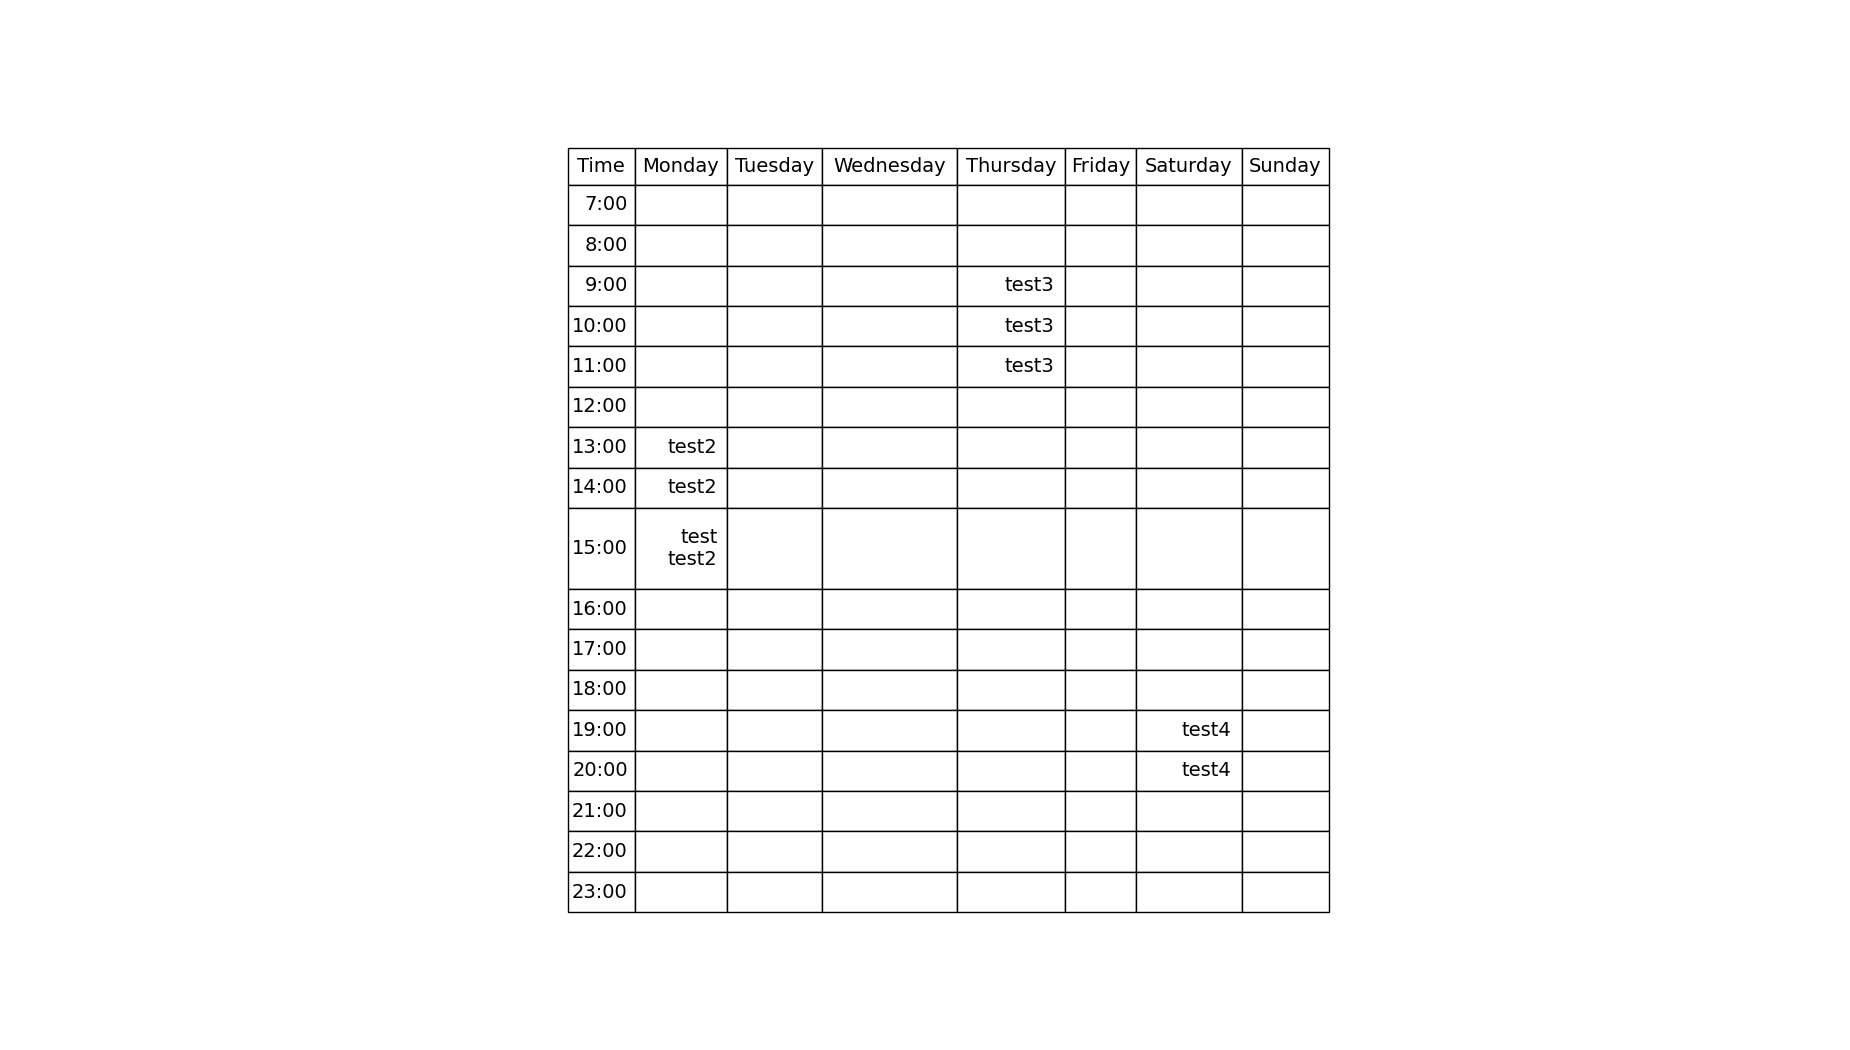 Time Monday Tuesday Wednesday Thursday Friday Saturday Sunday
7:00
8:00
9:00 test3
10:00 test3
11:00 test3
12:00
13:00 test2
14:00 test2
15:00 test
test2
16:00
17:00
18:00
19:00 test4
20:00 test4
21:00
22:00
23:00